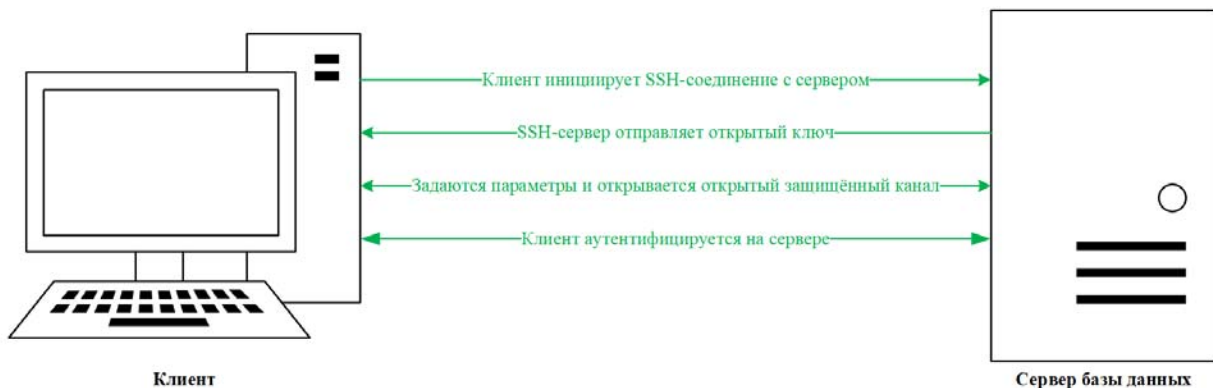 Клиент инициирует SSH-соединение с сервером
SSH-сервер отправляет открытый ключ
Задаются параметры и открывается открытый защищённый канал
Клиент аутентифицируется на сервере
Клиент
Сервер базы данных